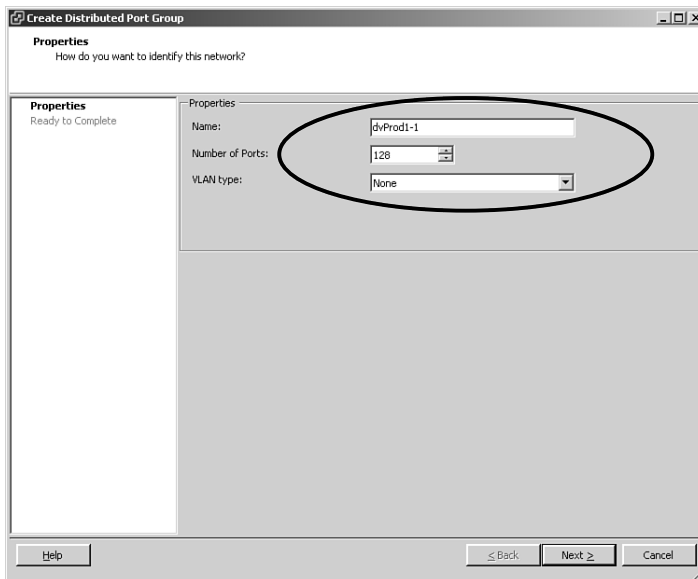 Create Distributed Port Group
Properties
How do you want to identify this network?
Properties
Ready to Complete
Properties
Name: dvProd1-1
Number of Ports: 128
VLAN type: None
Help
< Back
Next >
Cancel